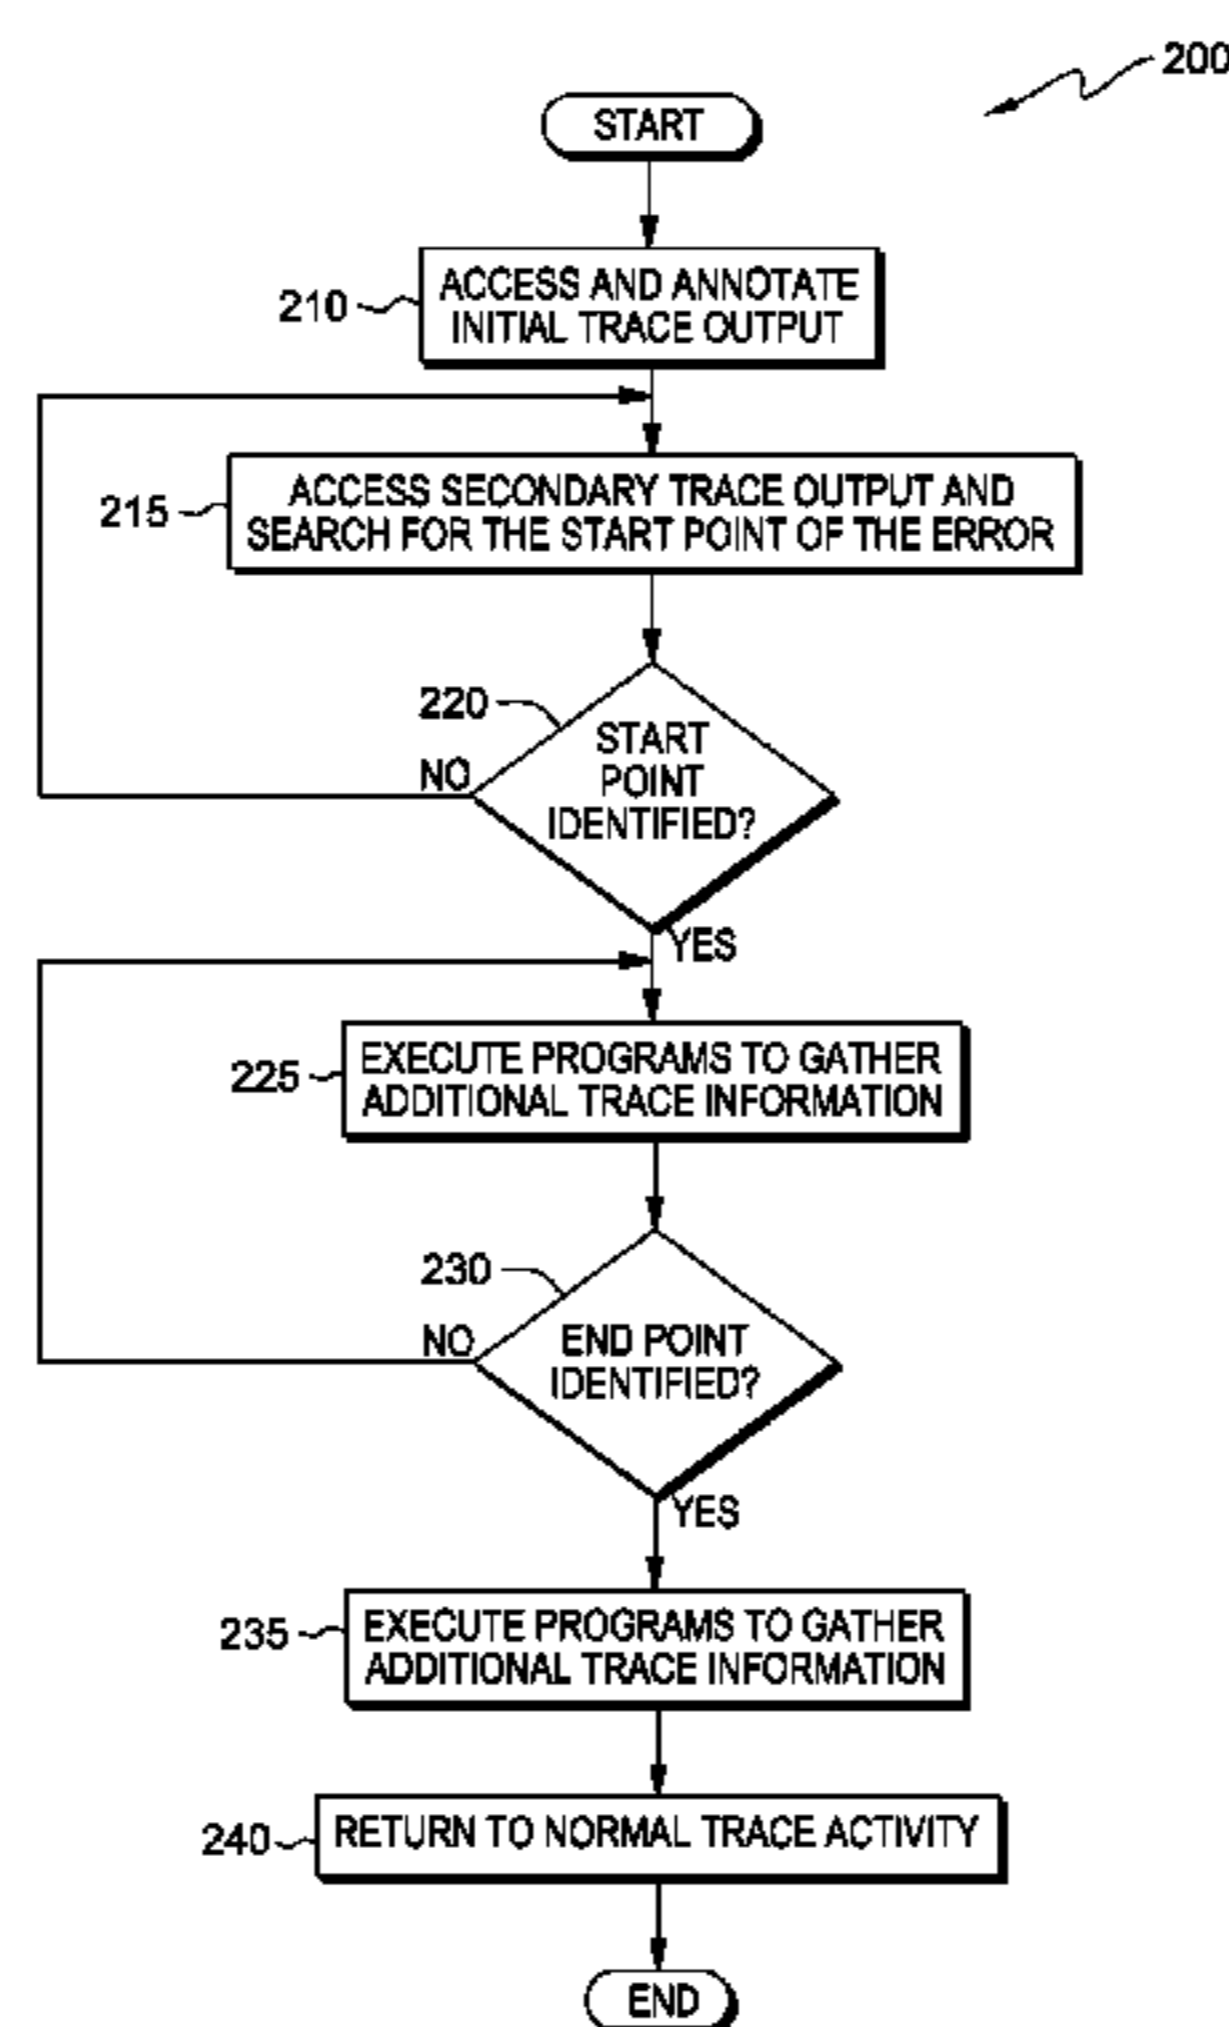 200
START
210
ACCESS AND ANNOTATE
INITIAL TRACE OUTPUT
215
ACCESS SECONDARY TRACE OUTPUT AND
SEARCH FOR THE START POINT OF THE ERROR
220
START
POINT
IDENTIFIED?
NO
YES
225
EXECUTE PROGRAMS TO GATHER
ADDITIONAL TRACE INFORMATION
230
END POINT
IDENTIFIED?
NO
YES
235
EXECUTE PROGRAMS TO GATHER
ADDITIONAL TRACE INFORMATION
240
RETURN TO NORMAL TRACE ACTIVITY
END